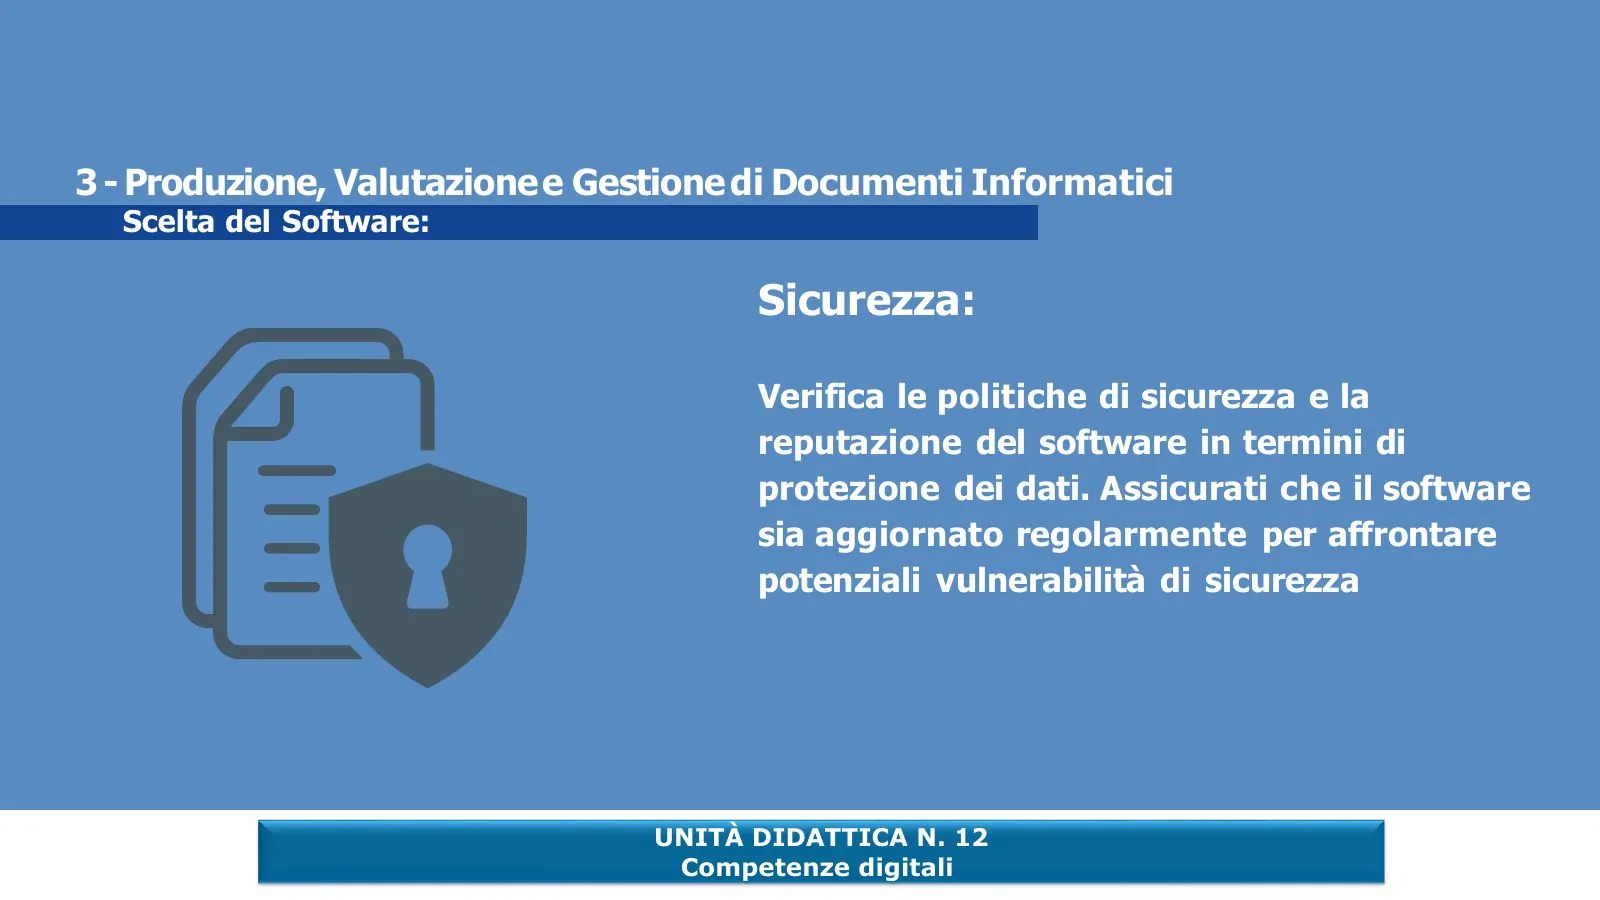 3 - Produzione, Valutazione e Gestione di Documenti Informatici
Scelta del Software:
Sicurezza:
Verifica le politiche di sicurezza e la
reputazione del software in termini di
protezione dei dati. Assicurati che il software
sia aggiornato regolarmente per affrontare
potenziali vulnerabilità di sicurezza
UNITÀ DIDATTICA N. 12
Competenze digitali